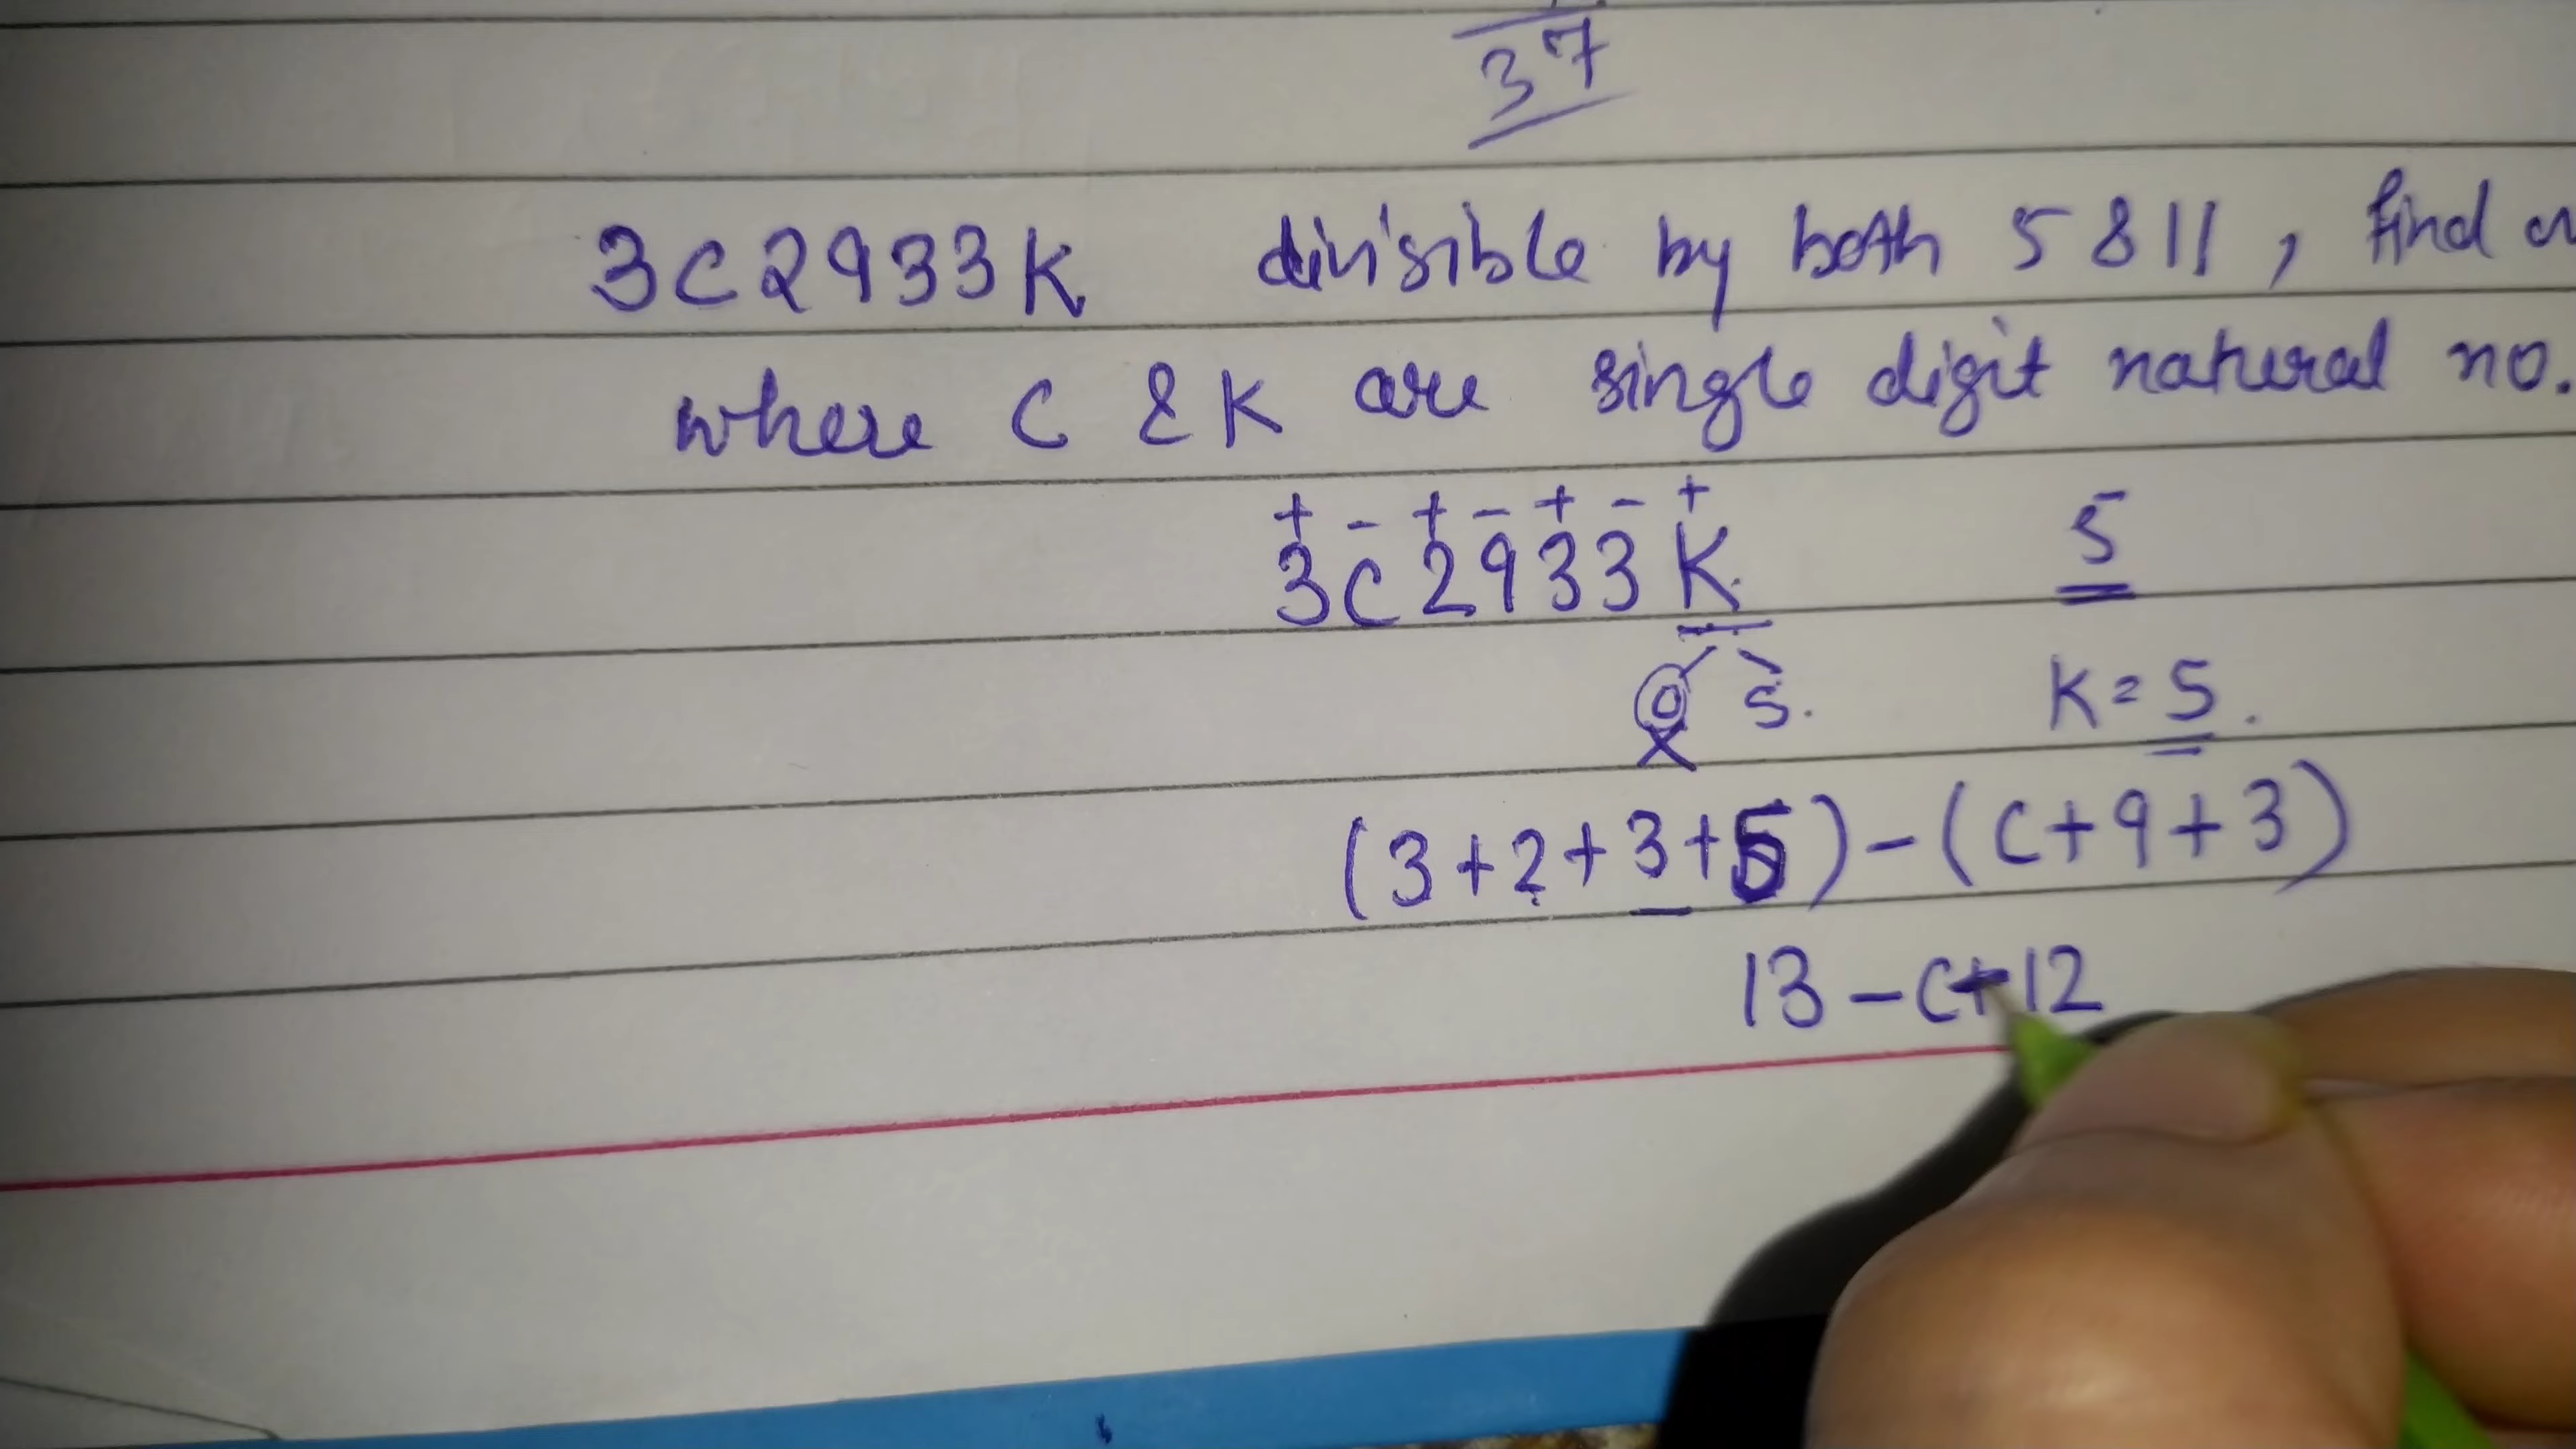 37
3C2933K divisible by both 5 & 11, find
where C & K are single digit natural no.
+ - + - + - +
3C2933K 5
0 5. K = 5.
X
(3+2+3+5)-(C+9+3)
13-C+12